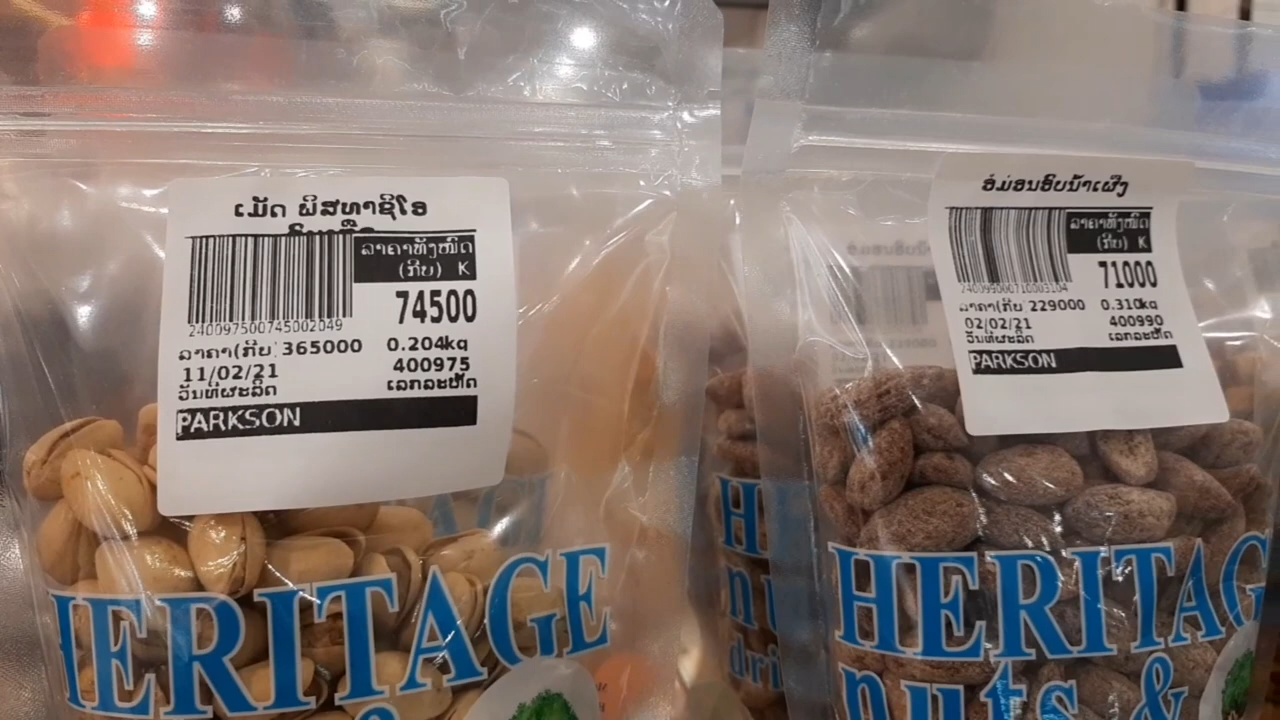 ເມັດ ພິສທາຊິໂອ
ລາຄາທັງໝົດ
(ກີບ) K
74500
2400975007450​02049
ລາຄາ(ກີບ) 365000
0.204kg
11/02/21
400975
ວັນທີຜະລິດ
ເລກລະຫັດ
PARKSON
HERITAGE
&
ອໍມ່ອນອົບນ້ຳເຜີ້ງ
ລາຄາທັງໝົດ
(ກີບ) K
71000
ລາຄາ(ກີບ 229000
0.310kg
02/02/21
400990
ວັນທີຜະລິດ
ເລກລະຫັດ
PARKSON
HERITAG
nuts &